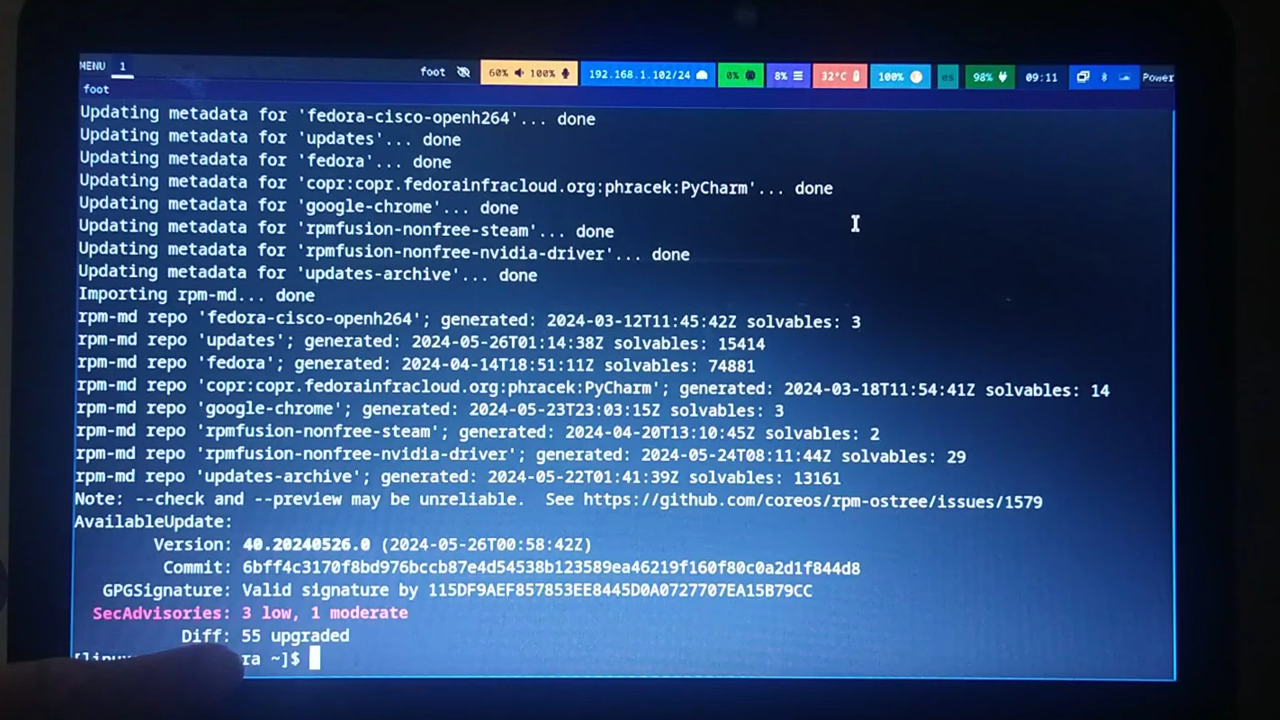 MENU 1 foot 60% 100% 192.168.1.102/24 0% 8% 32°C 100% es 98% 09:11 Power
foot
Updating metadata for 'fedora-cisco-openh264'... done
Updating metadata for 'updates'... done
Updating metadata for 'fedora'... done
Updating metadata for 'copr:copr.fedorainfracloud.org:phracek:PyCharm'... done
Updating metadata for 'google-chrome'... done
Updating metadata for 'rpmfusion-nonfree-steam'... done
Updating metadata for 'rpmfusion-nonfree-nvidia-driver'... done
Updating metadata for 'updates-archive'... done
Importing rpm-md... done
rpm-md repo 'fedora-cisco-openh264'; generated: 2024-03-12T11:45:42Z solvables: 3
rpm-md repo 'updates'; generated: 2024-05-26T01:14:38Z solvables: 15414
rpm-md repo 'fedora'; generated: 2024-04-14T18:51:11Z solvables: 74881
rpm-md repo 'copr:copr.fedorainfracloud.org:phracek:PyCharm'; generated: 2024-03-18T11:54:41Z solvables: 14
rpm-md repo 'google-chrome'; generated: 2024-05-23T23:03:15Z solvables: 3
rpm-md repo 'rpmfusion-nonfree-steam'; generated: 2024-04-20T13:10:45Z solvables: 2
rpm-md repo 'rpmfusion-nonfree-nvidia-driver'; generated: 2024-05-24T08:11:44Z solvables: 29
rpm-md repo 'updates-archive'; generated: 2024-05-22T01:41:39Z solvables: 13161
Note: --check and --preview may be unreliable. See https://github.com/coreos/rpm-ostree/issues/1579
AvailableUpdate:
Version: 40.20240526.0 (2024-05-26T00:58:42Z)
Commit: 6bff4c3170f8bd976bccb87e4d54538b123589ea46219f160f80c0a2d1f844d8
GPGSignature: Valid signature by 115DF9AEF857853EE8445D0A0727707EA15B79CC
SecAdvisories: 3 low, 1 moderate
Diff: 55 upgraded
ra ~]$